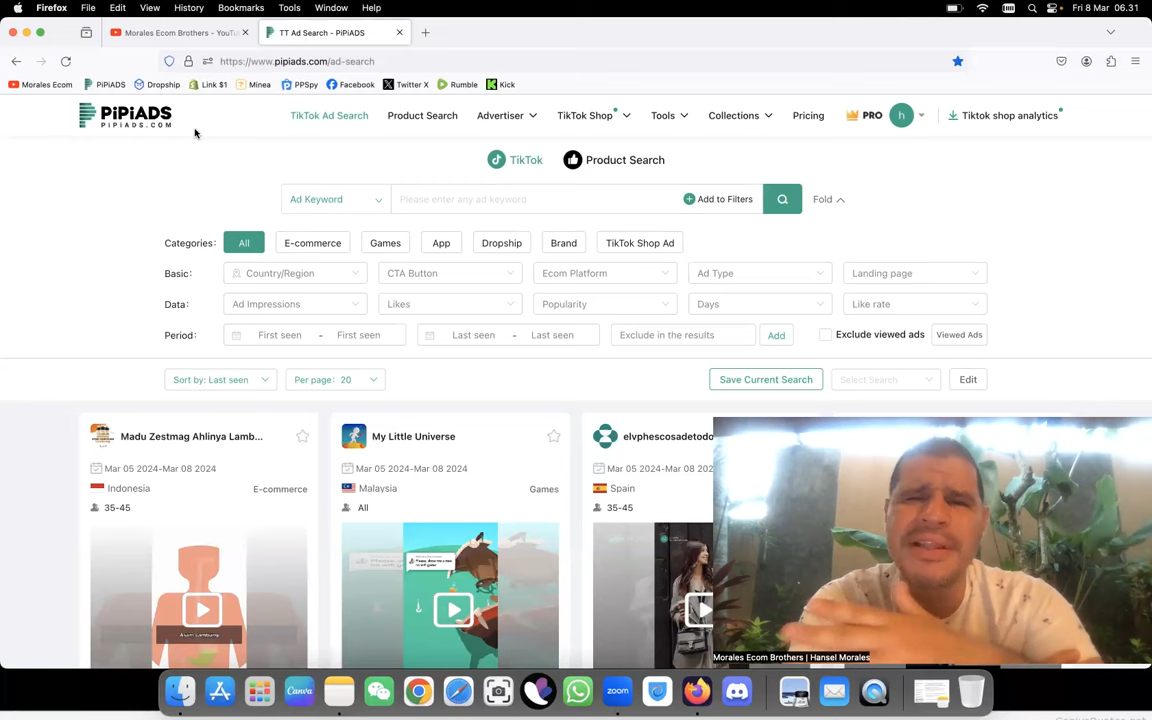 Firefox File Edit View History Bookmarks Tools Window Help Fri 8 Mar 06.31
Morales Ecom Brothers - YouTu TT Ad Search - PiPiADS
https://www.pipiads.com/ad-search
Morales Ecom PiPiADS Dropship Link $1 Minea PPSpy Facebook Twitter X Rumble Kick
PiPiADS
PIPIADS.COM
TikTok Ad Search Product Search Advertiser TikTok Shop Tools Collections Pricing PRO h Tiktok shop analytics
TikTok Product Search
Ad Keyword Please enter any ad keyword Add to Filters Fold
Categories: All E-commerce Games App Dropship Brand TikTok Shop Ad
Basic: Country/Region CTA Button Ecom Platform Ad Type Landing page
Data: Ad Impressions Likes Popularity Days Like rate
Period: First seen - First seen Last seen - Last seen Exclude in the results Add Exclude viewed ads Viewed Ads
Sort by: Last seen Per page: 20 Save Current Search Select Search Edit
Madu Zestmag Ahlinya Lamb... My Little Universe elvphescosadetodo
Mar 05 2024-Mar 08 2024 Mar 05 2024-Mar 08 2024 Mar 05 2024-Mar 08 202
Indonesia E-commerce Malaysia Games Spain
35-45 All 35-45
Asam Lambung
Morales Ecom Brothers | Hansel Morales
Canva zoom